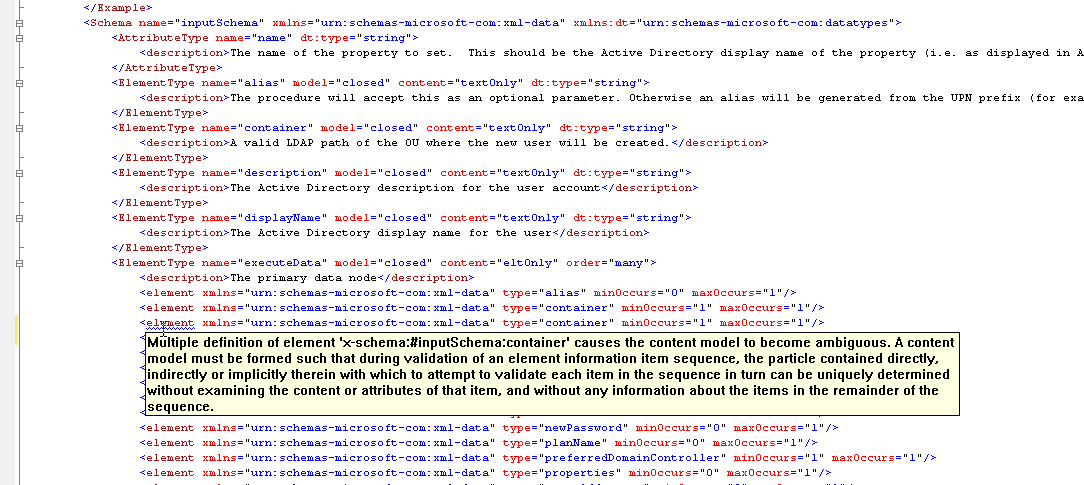 </Example>
<Schema name="inputSchema" xmlns="urn:schemas-microsoft-com:xml-data" xmlns:dt="urn:schemas-microsoft-com:datatypes">
<AttributeType name="name" dt:type="string">
<description>The name of the property to set.  This should be the Active Directory display name of the property (i.e. as displayed in A
</AttributeType>
<ElementType name="alias" model="closed" content="textOnly" dt:type="string">
<description>The procedure will accept this as an optional parameter. Otherwise an alias will be generated from the UPN prefix (for exa
</ElementType>
<ElementType name="container" model="closed" content="textOnly" dt:type="string">
<description>A valid LDAP path of the OU where the new user will be created.</description>
</ElementType>
<ElementType name="description" model="closed" content="textOnly" dt:type="string">
<description>The Active Directory description for the user account</description>
</ElementType>
<ElementType name="displayName" model="closed" content="textOnly" dt:type="string">
<description>The Active Directory display name for the user</description>
</ElementType>
<ElementType name="executeData" model="closed" content="eltOnly" order="many">
<description>The primary data node</description>
<element xmlns="urn:schemas-microsoft-com:xml-data" type="alias" minOccurs="0" maxOccurs="1"/>
<element xmlns="urn:schemas-microsoft-com:xml-data" type="container" minOccurs="1" maxOccurs="1"/>
<element xmlns="urn:schemas-microsoft-com:xml-data" type="container" minOccurs="1" maxOccurs="1"/>
Multiple definition of element 'x-schema:#inputSchema:container' causes the content model to become ambiguous. A content
model must be formed such that during validation of an element information item sequence, the particle contained directly,
indirectly or implicitly therein with which to attempt to validate each item in the sequence in turn can be uniquely determined
without examining the content or attributes of that item, and without any information about the items in the remainder of the
sequence.
<element xmlns="urn:schemas-microsoft-com:xml-data" type="newPassword" minOccurs="0" maxOccurs="1"/>
<element xmlns="urn:schemas-microsoft-com:xml-data" type="planName" minOccurs="0" maxOccurs="1"/>
<element xmlns="urn:schemas-microsoft-com:xml-data" type="preferredDomainController" minOccurs="1" maxOccurs="1"/>
<element xmlns="urn:schemas-microsoft-com:xml-data" type="properties" minOccurs="0" maxOccurs="1"/>